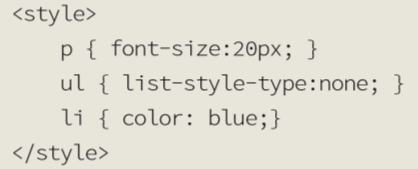 <style>
    p { font-size:20px; }
    ul { list-style-type:none; }
    li { color: blue;}
</style>